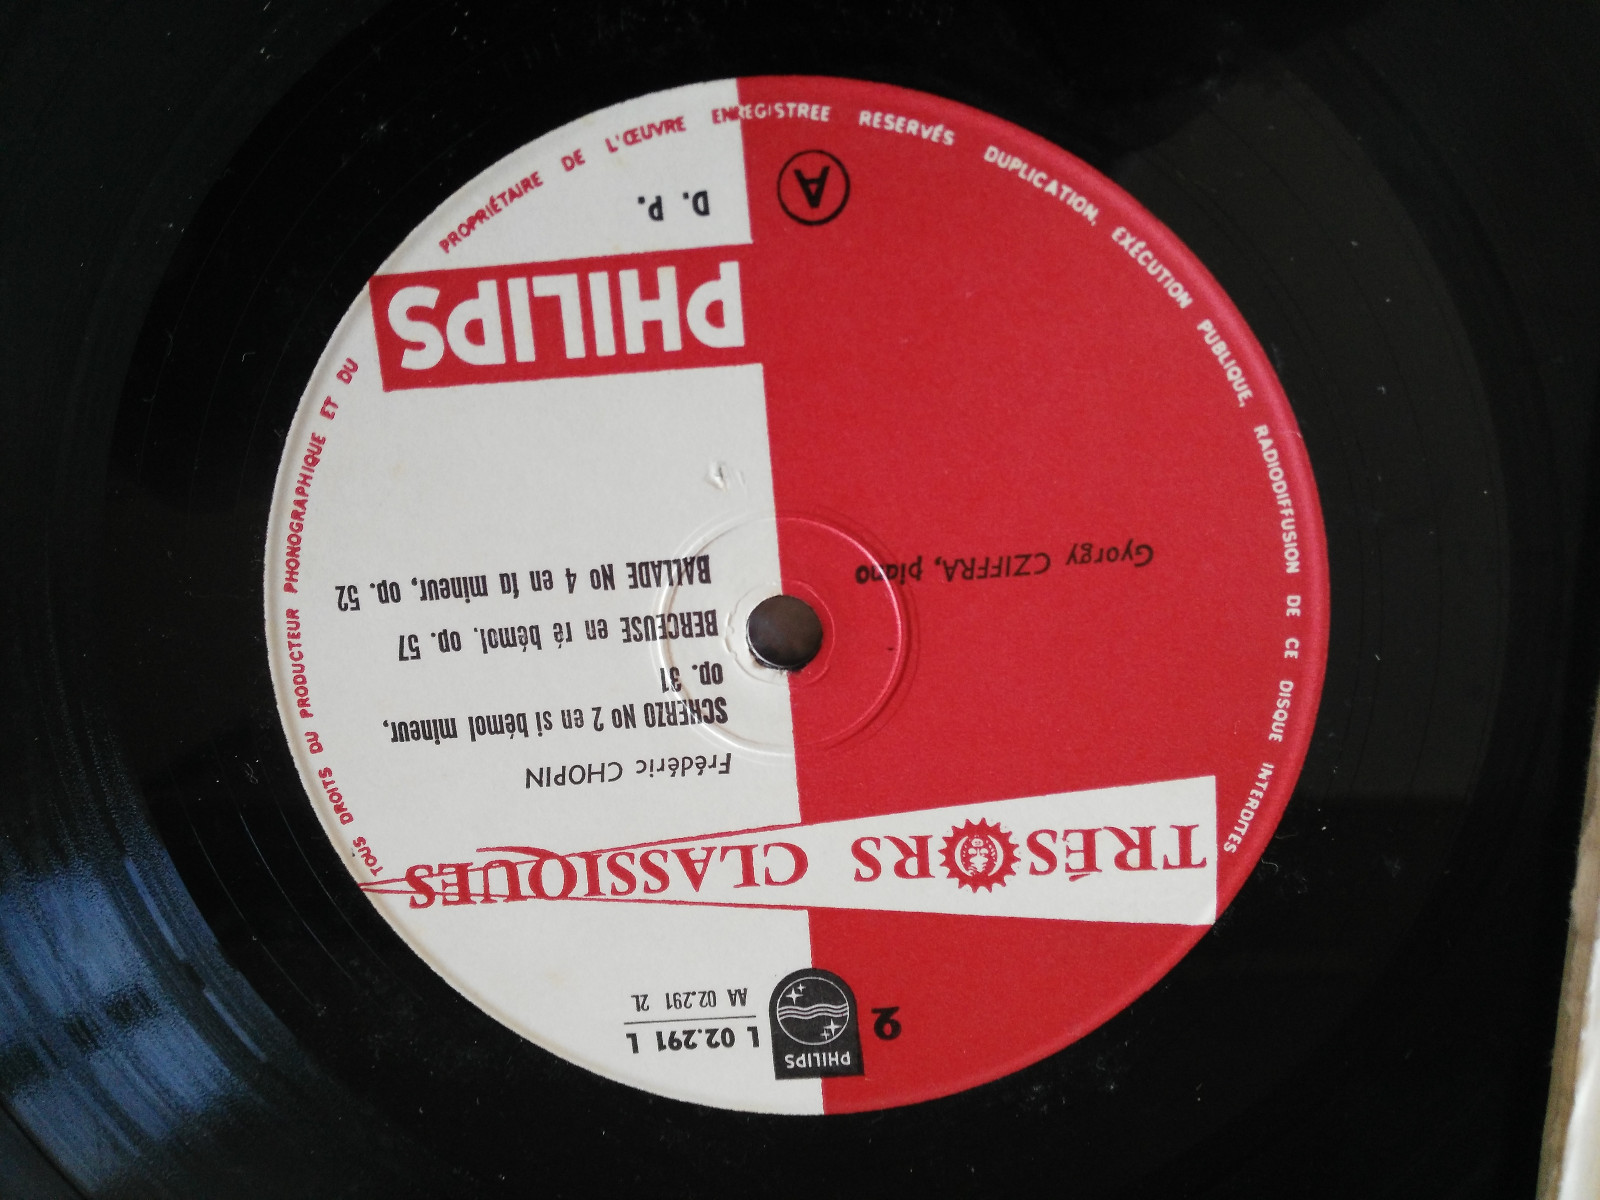 2
PHILIPS
L 02.291 L
AA 02.291 2L
TRÉSORS CLASSIQUES
Frédéric CHOPIN
SCHERZO No 2 en si bémol mineur,
op. 31
BERCEUSE en ré bémol, op. 57
BALLADE No 4 en fa mineur, op. 52
Gyorgy CZIFFRA, piano
PHILIPS
D. P.
A
TOUS DROITS DU PRODUCTEUR PHONOGRAPHIQUE ET DU PROPRIÉTAIRE DE L'ŒUVRE ENREGISTREE RESERVÉS DUPLICATION, EXÉCUTION PUBLIQUE, RADIODIFFUSION DE CE DISQUE INTERDITES